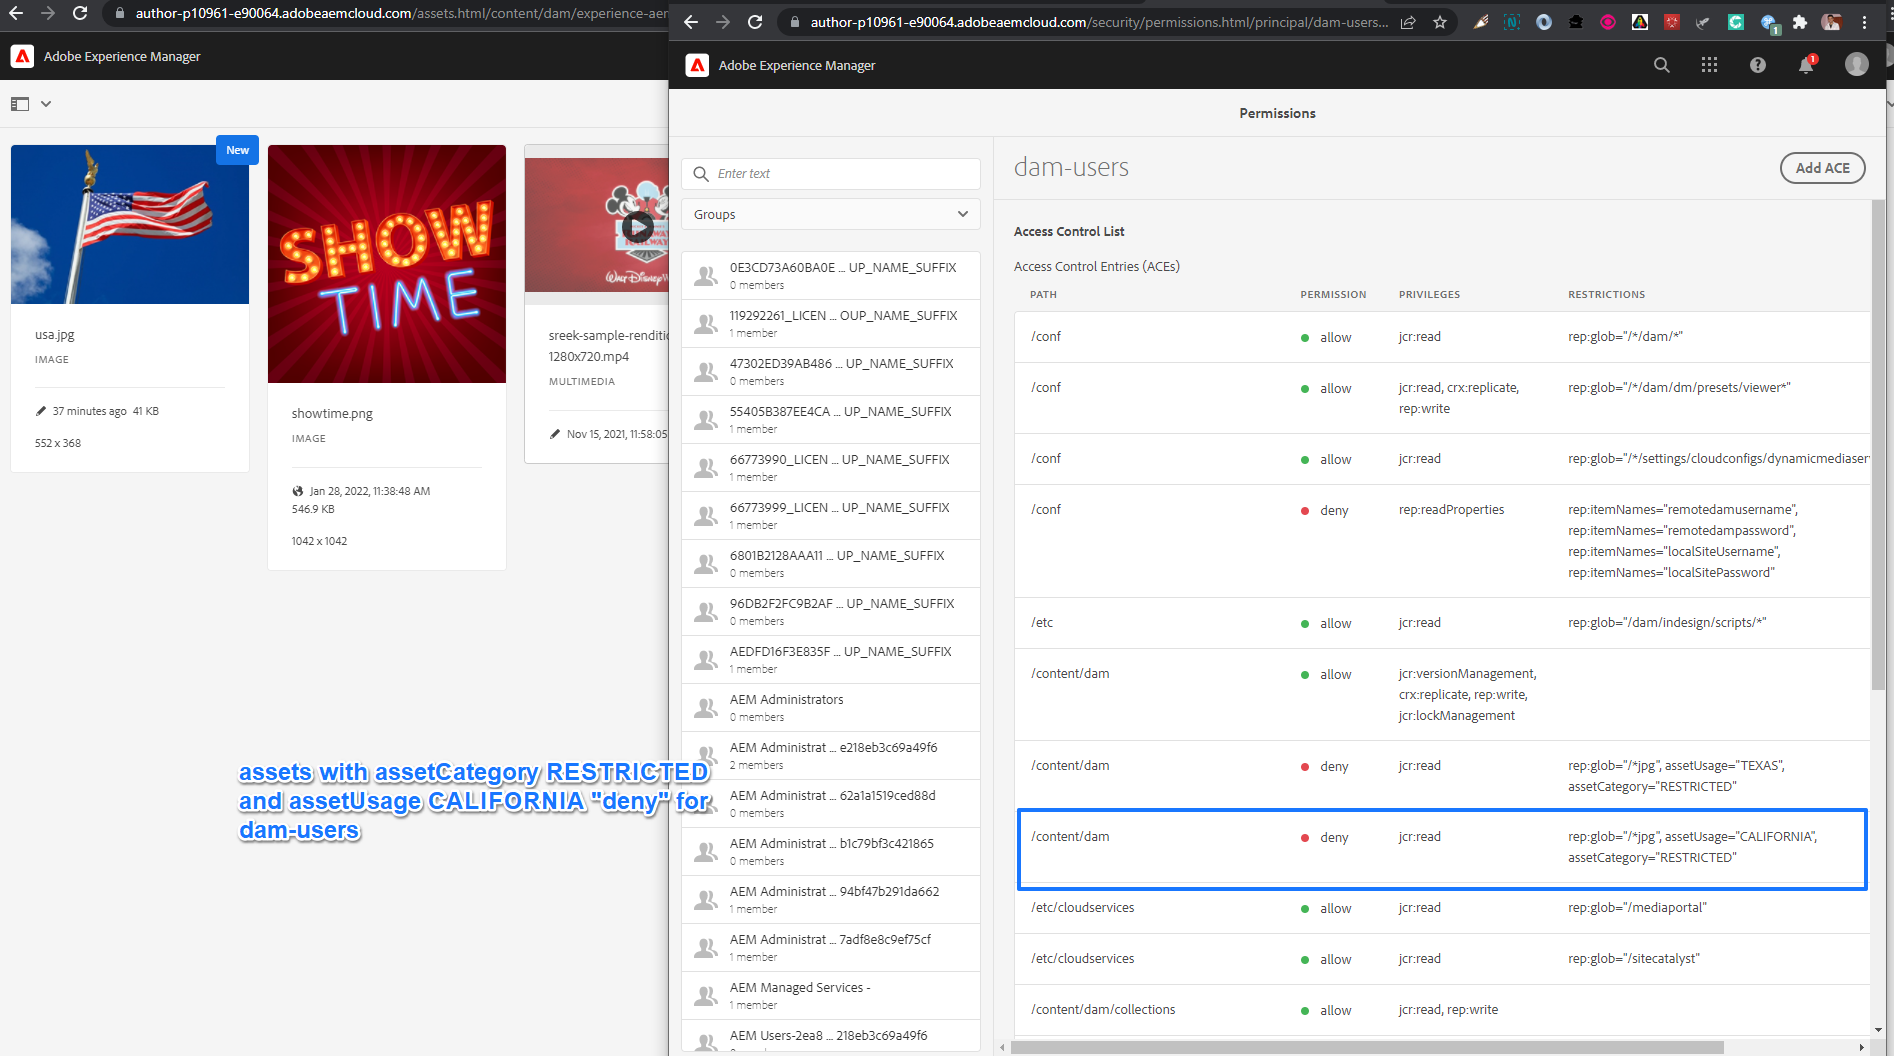 author-p10961-e90064.adobeaemcloud.com/assets.html/content/dam/experience-aem
Adobe Experience Manager
New
usa.jpg
IMAGE
37 minutes ago 41 KB
552 x 368
SHOW
TIME
showtime.png
IMAGE
Jan 28, 2022, 11:38:48 AM
546.9 KB
1042 x 1042
RAILWAY
WALT DISNEY W
sreek-sample-renditio
1280x720.mp4
MULTIMEDIA
Nov 15, 2021, 11:58:05
assets with assetCategory RESTRICTED
and assetUsage CALIFORNIA "deny" for
dam-users
author-p10961-e90064.adobeaemcloud.com/security/permissions.html/principal/dam-users...
1
Adobe Experience Manager
1
Permissions
Enter text
Groups
0E3CD73A60BA0E ... UP_NAME_SUFFIX
0 members
119292261_LICEN ... OUP_NAME_SUFFIX
1 member
47302ED39AB486 ... UP_NAME_SUFFIX
0 members
55405B387EE4CA ... UP_NAME_SUFFIX
1 member
66773990_LICEN ... UP_NAME_SUFFIX
1 member
66773999_LICEN ... UP_NAME_SUFFIX
1 member
6801B2128AAA11 ... UP_NAME_SUFFIX
0 members
96DB2F2FC9B2AF ... UP_NAME_SUFFIX
0 members
AEDFD16F3E835F ... UP_NAME_SUFFIX
1 member
AEM Administrators
0 members
AEM Administrat ... e218eb3c69a49f6
2 members
AEM Administrat ... 62a1a1519ced88d
0 members
AEM Administrat ... b1c79bf3c421865
0 members
AEM Administrat ... 94bf47b291da662
1 member
AEM Administrat ... 7adf8e8c9ef75cf
1 member
AEM Managed Services -
1 member
AEM Users-2ea8 ... 218eb3c69a49f6
dam-users
Add ACE
Access Control List
Access Control Entries (ACEs)
PATH PERMISSION PRIVILEGES RESTRICTIONS
/conf allow jcr:read rep:glob="/*/dam/*"
/conf allow jcr:read, crx:replicate, rep:glob="/*/dam/dm/presets/viewer*"
rep:write
/conf allow jcr:read rep:glob="/*/settings/cloudconfigs/dynamicmediaser
/conf deny rep:readProperties rep:itemNames="remotedamusername",
rep:itemNames="remotedampassword",
rep:itemNames="localSiteUsername",
rep:itemNames="localSitePassword"
/etc allow jcr:read rep:glob="/dam/indesign/scripts/*"
/content/dam allow jcr:versionManagement,
crx:replicate, rep:write,
jcr:lockManagement
/content/dam deny jcr:read rep:glob="/*jpg", assetUsage="TEXAS",
assetCategory="RESTRICTED"
/content/dam deny jcr:read rep:glob="/*jpg", assetUsage="CALIFORNIA",
assetCategory="RESTRICTED"
/etc/cloudservices allow jcr:read rep:glob="/mediaportal"
/etc/cloudservices allow jcr:read rep:glob="/sitecatalyst"
/content/dam/collections allow jcr:read, rep:write